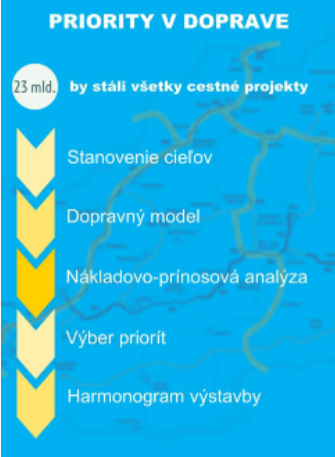 PRIORITY V DOPRAVE
23 mld. by stáli všetky cestné projekty
Stanovenie cieľov
Dopravný model
Nákladovo-prínosová analýza
Výber priorít
Harmonogram výstavby